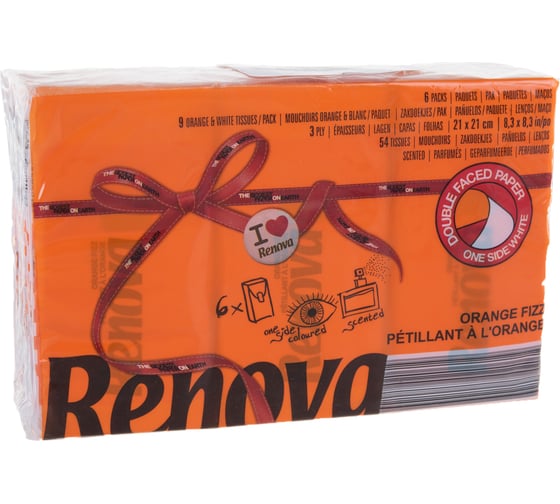 6 PACKS | PAQUETS | PAK | PAQUETES | MAÇOS
9 ORANGE & WHITE TISSUES/PACK | MOUCHOIRS ORANGE & BLANC/PAQUET | ZAKDOEKJES/PAK | PAÑUELOS/PAQUETE | LENÇOS/MAÇO
3 PLY | ÉPAISSEURS | LAGEN | CAPAS | FOLHAS | 21 x 21 cm | 8,3 x 8,3 in/po
54 TISSUES | MOUCHOIRS | ZAKDOEKJES | PAÑUELOS | LENÇOS
SCENTED | PARFUMÉS | GEPARFUMEERDE | PERFUMADOS
DOUBLE FACED PAPER
ONE SIDE WHITE
I
Renova
6x
one side coloured
scented
ORANGE FIZZ
PÉTILLANT À L'ORANGE
Renova